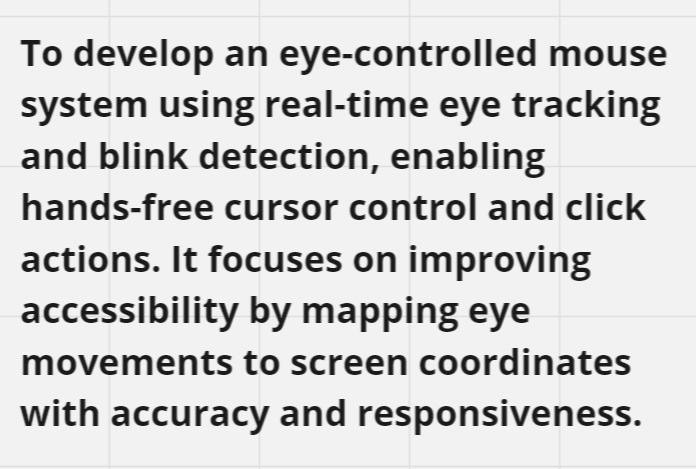 To develop an eye-controlled mouse
system using real-time eye tracking
and blink detection, enabling
hands-free cursor control and click
actions. It focuses on improving
accessibility by mapping eye
movements to screen coordinates
with accuracy and responsiveness.